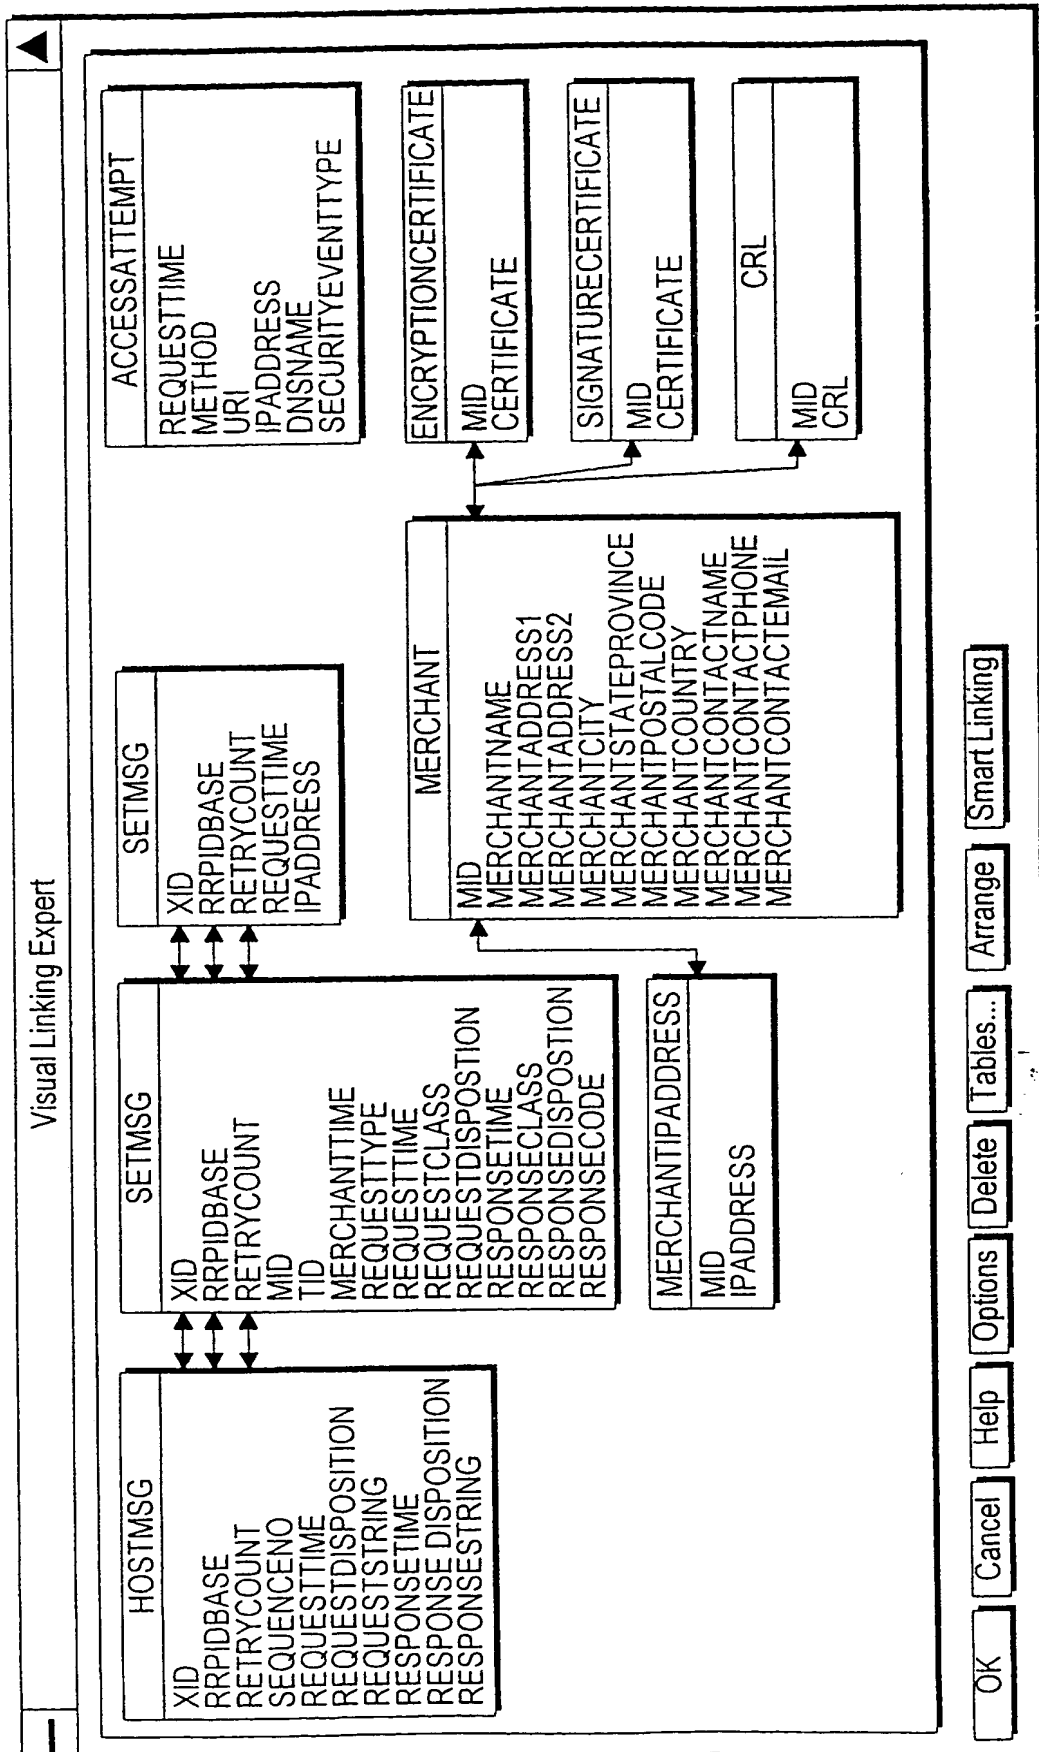 Visual Linking Expert
HOSTMSG
XID
RRPIDBASE
RETRYCOUNT
SEQUENCENO
REQUESTTIME
REQUESTDISPOSITION
REQUESTSTRING
RESPONSETIME
RESPONSE DISPOSITION
RESPONSESTRING
SETMSG
XID
RRPIDBASE
RETRYCOUNT
MID
TID
MERCHANTTIME
REQUESTTYPE
REQUESTTIME
REQUESTCLASS
REQUESTDISPOSTION
RESPONSETIME
RESPONSECLASS
RESPONSEDISPOSTION
RESPONSECODE
SETMSG
XID
RRPIDBASE
RETRYCOUNT
REQUESTTIME
IPADDRESS
ACCESSATTEMPT
REQUESTTIME
METHOD
URI
IPADDRESS
DNSNAME
SECURITYEVENTTYPE
MERCHANTIPADDRESS
MID
IPADDRESS
MERCHANT
MID
MERCHANTNAME
MERCHANTADDRESS1
MERCHANTADDRESS2
MERCHANTCITY
MERCHANTSTATEPROVINCE
MERCHANTPOSTALCODE
MERCHANTCOUNTRY
MERCHANTCONTACTNAME
MERCHANTCONTACTPHONE
MERCHANTCONTACTEMAIL
ENCRYPTIONCERTIFICATE
MID
CERTIFICATE
SIGNATURECERTIFICATE
MID
CERTIFICATE
CRL
MID
CRL
OK Cancel Help Options Delete Tables... Arrange Smart Linking